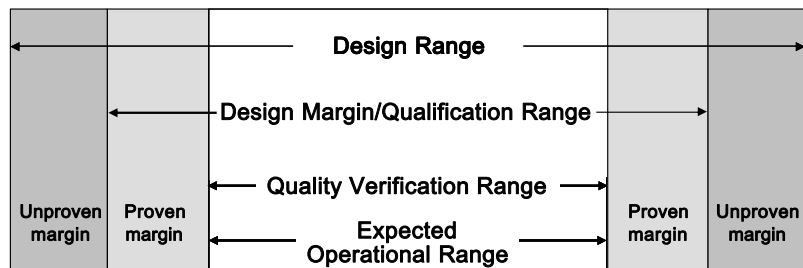 Design Range
Design Margin/Qualification Range
Quality Verification Range
Unproven margin
Proven margin
Expected
Operational Range
Proven margin
Unproven margin